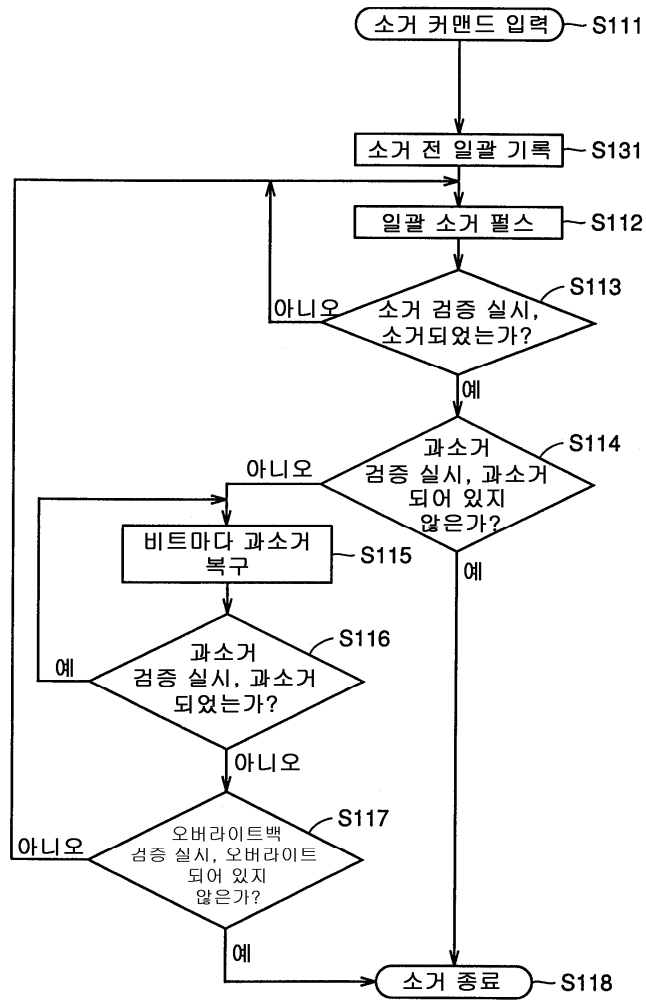 소거 커맨드 입력 S111
소거 전 일괄 기록 S131
일괄 소거 펄스 S112
S113
소거 검증 실시,
소거되었는가?
아니오
예
S114
과소거
검증 실시, 과소거
되어 있지
않은가?
아니오
예
비트마다 과소거
복구
S115
S116
과소거
검증 실시, 과소거
되었는가?
예
아니오
S117
오버라이트백
검증 실시, 오버라이트
되어 있지
않은가?
아니오
예
소거 종료 S118